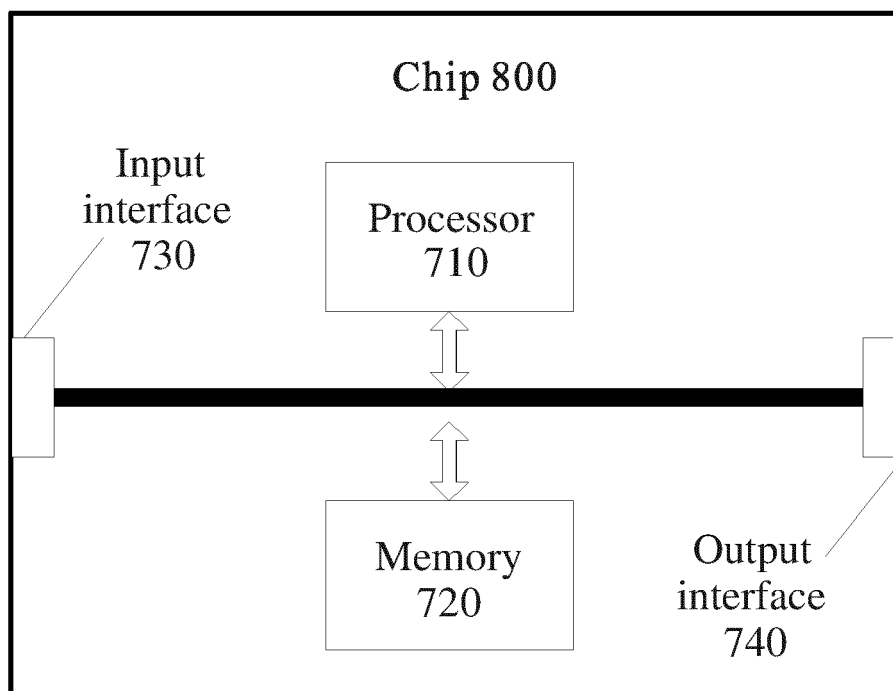 Chip 800
Input
interface
730
Processor
710
Memory
720
Output
interface
740